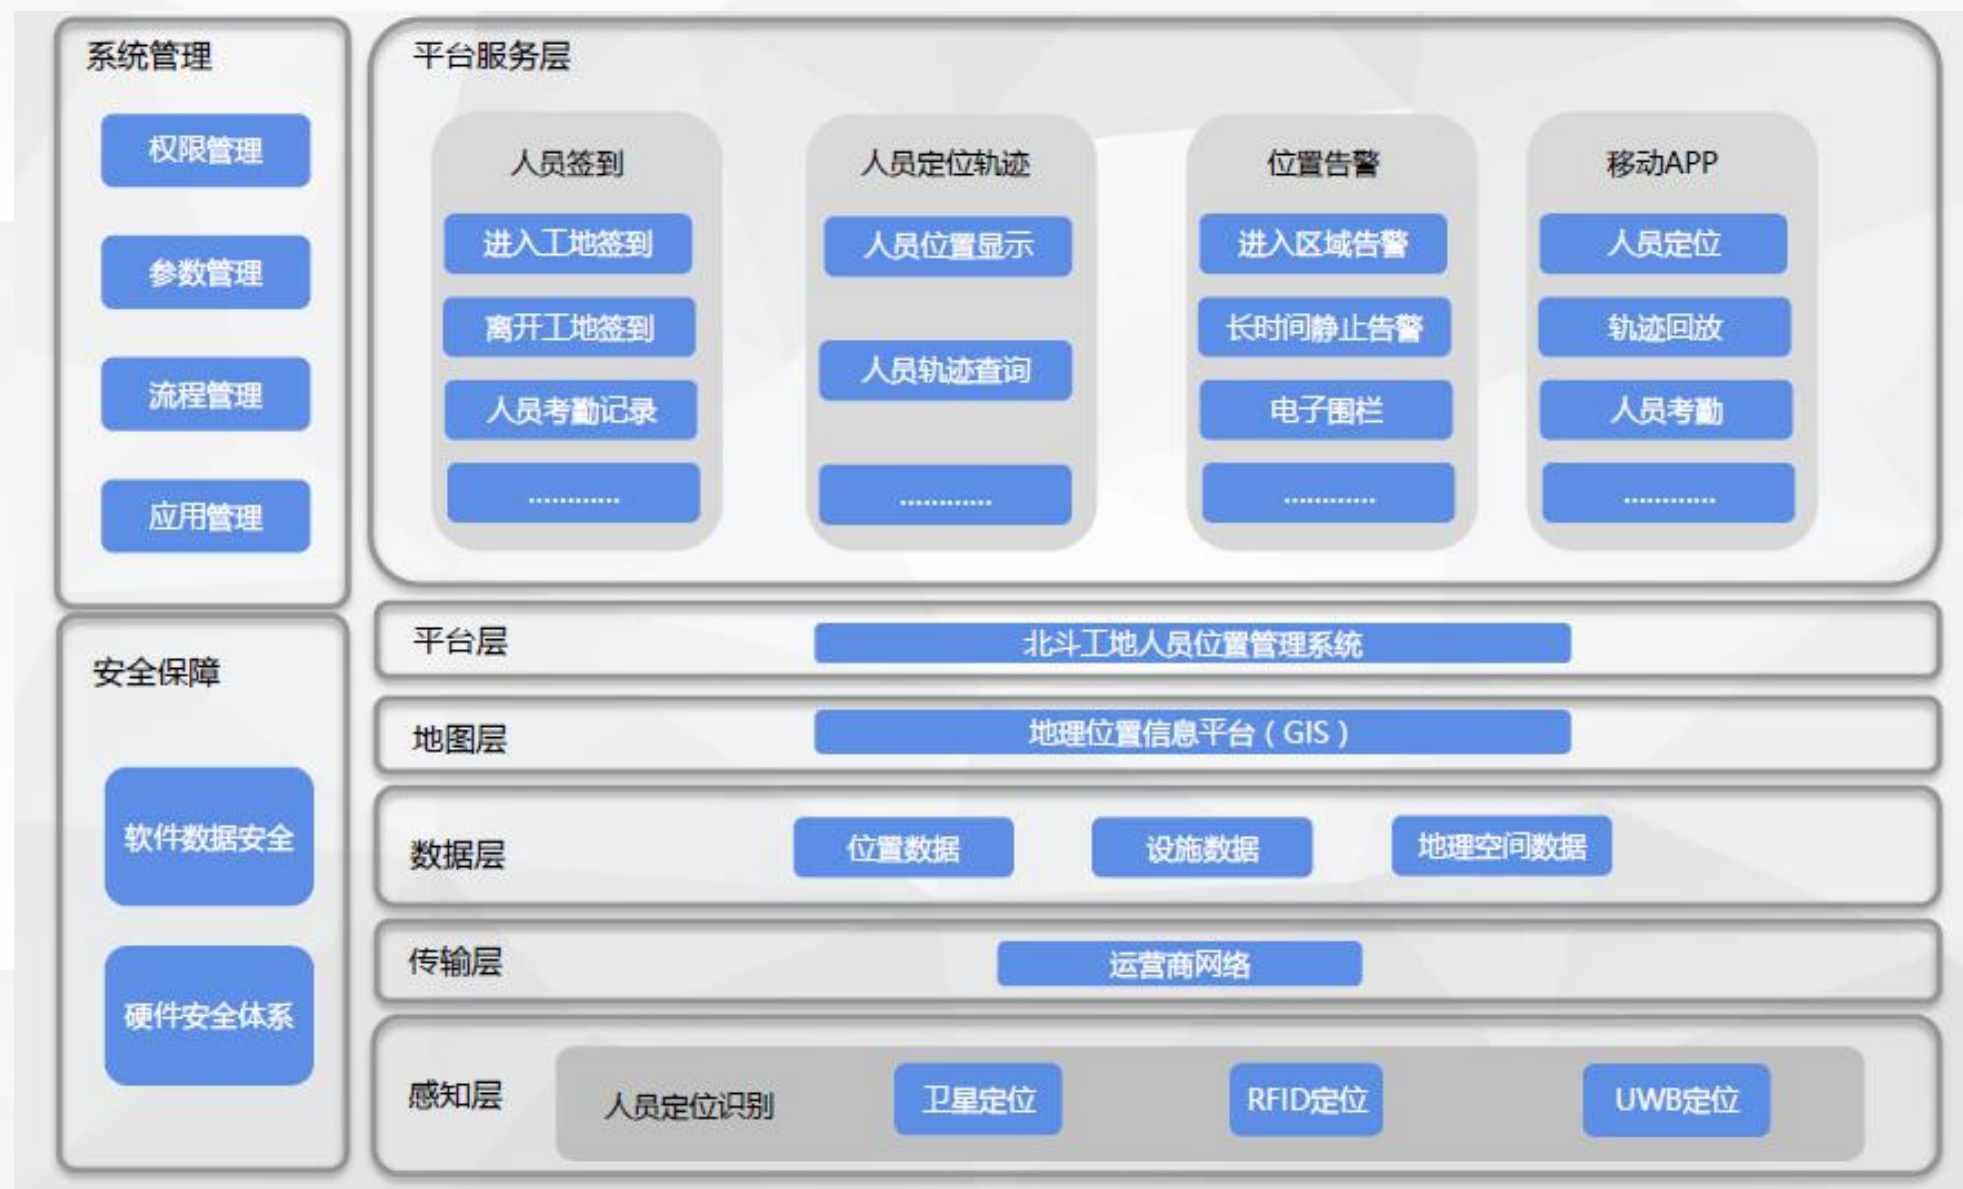 系统管理
权限管理
参数管理
流程管理
应用管理
安全保障
软件数据安全
硬件安全体系
平台服务层
人员签到
进入工地签到
离开工地签到
人员考勤记录
............
人员定位轨迹
人员位置显示
人员轨迹查询
............
位置告警
进入区域告警
长时间静止告警
电子围栏
............
移动APP
人员定位
轨迹回放
人员考勤
............
平台层
北斗工地人员位置管理系统
地图层
地理位置信息平台（GIS）
数据层
位置数据
设施数据
地理空间数据
传输层
运营商网络
感知层
人员定位识别
卫星定位
RFID定位
UWB定位